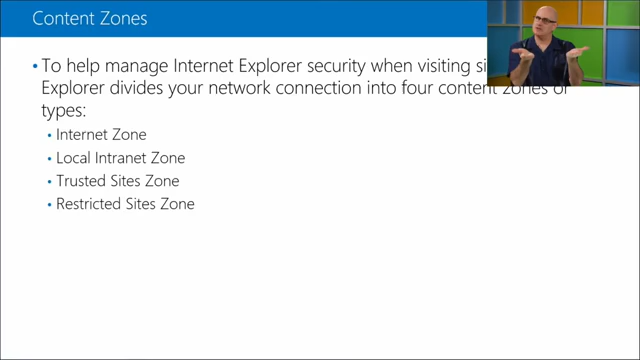 Content Zones
• To help manage Internet Explorer security when visiting
Explorer divides your network connection into four content zones or
types:
• Internet Zone
• Local Intranet Zone
• Trusted Sites Zone
• Restricted Sites Zone